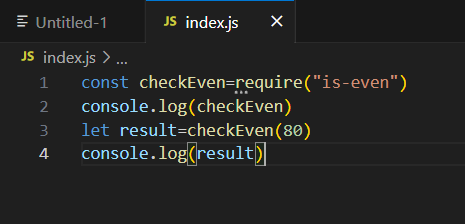 Untitled-1
JS index.js
JS index.js > ...
1 const checkEven=require("is-even")
2 console.log(checkEven)
3 let result=checkEven(80)
4 console.log(result)